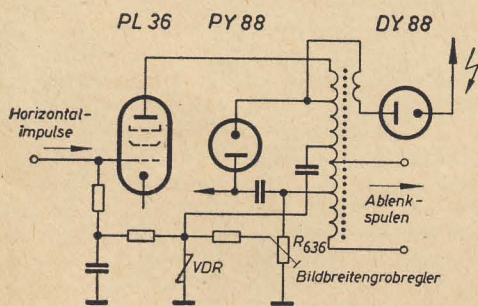 PL 36 PY 88 DY 88
Horizontal-
impulse
Ablenk-
spulen
R636
VDR
Bildbreitengrobregler